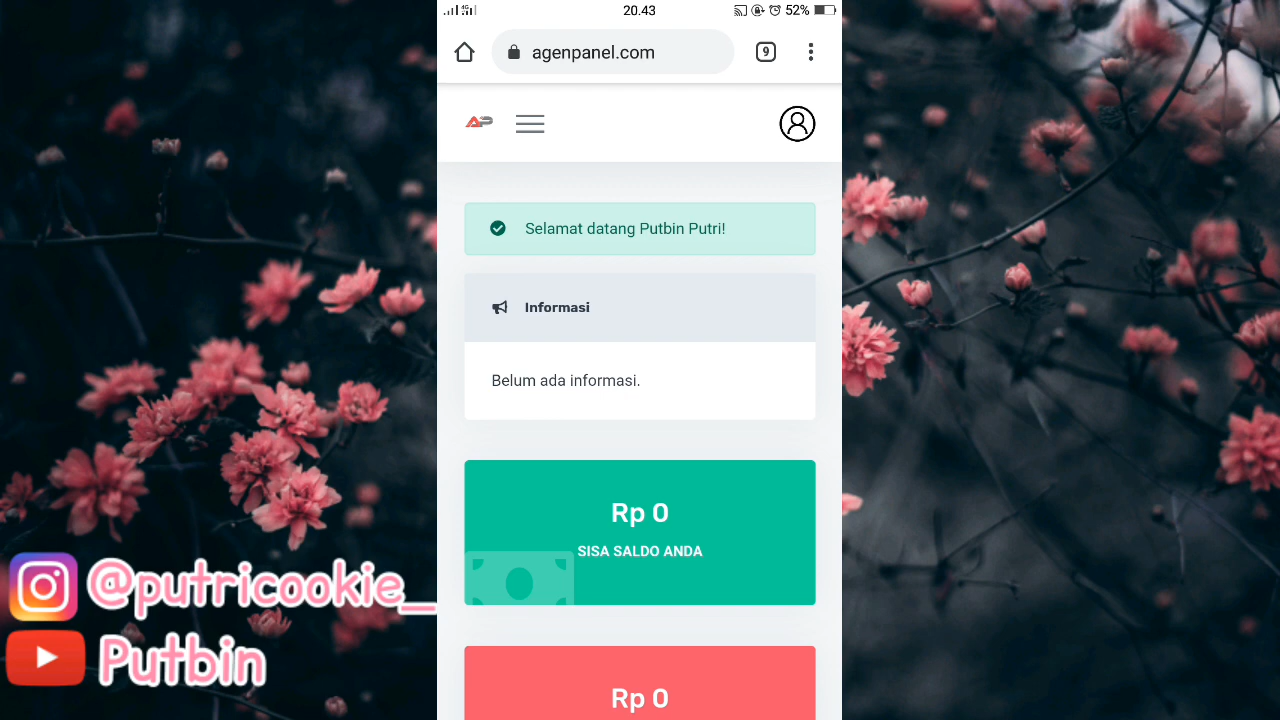 20.43
52%
agenpanel.com
9
AP
Selamat datang Putbin Putri!
Informasi
Belum ada informasi.
Rp 0
SISA SALDO ANDA
Rp 0
@putricookie_
Putbin